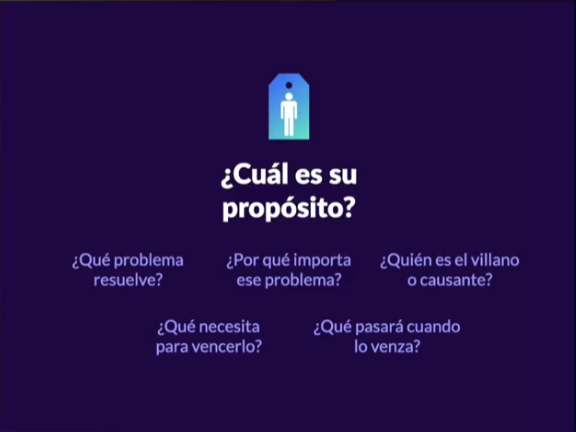 ¿Cuál es su
propósito?
¿Qué problema
resuelve?
¿Por qué importa
ese problema?
¿Quién es el villano
o causante?
¿Qué necesita
para vencerlo?
¿Qué pasará cuando
lo venza?